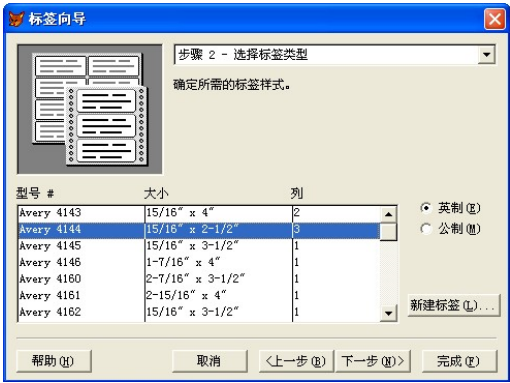 标签向导
步骤 2 - 选择标签类型
确定所需的标签样式。
型号 # 大小 列
Avery 4143 15/16" x 4" 2
Avery 4144 15/16" x 2-1/2" 3
Avery 4145 15/16" x 3-1/2" 1
Avery 4146 1-7/16" x 4" 1
Avery 4160 2-7/16" x 3-1/2" 1
Avery 4161 2-15/16" x 4" 1
Avery 4162 15/16" x 3-1/2" 1
英制(E)
公制(M)
新建标签(L)...
帮助(H) 取消 <上一步(B) 下一步(N)> 完成(F)